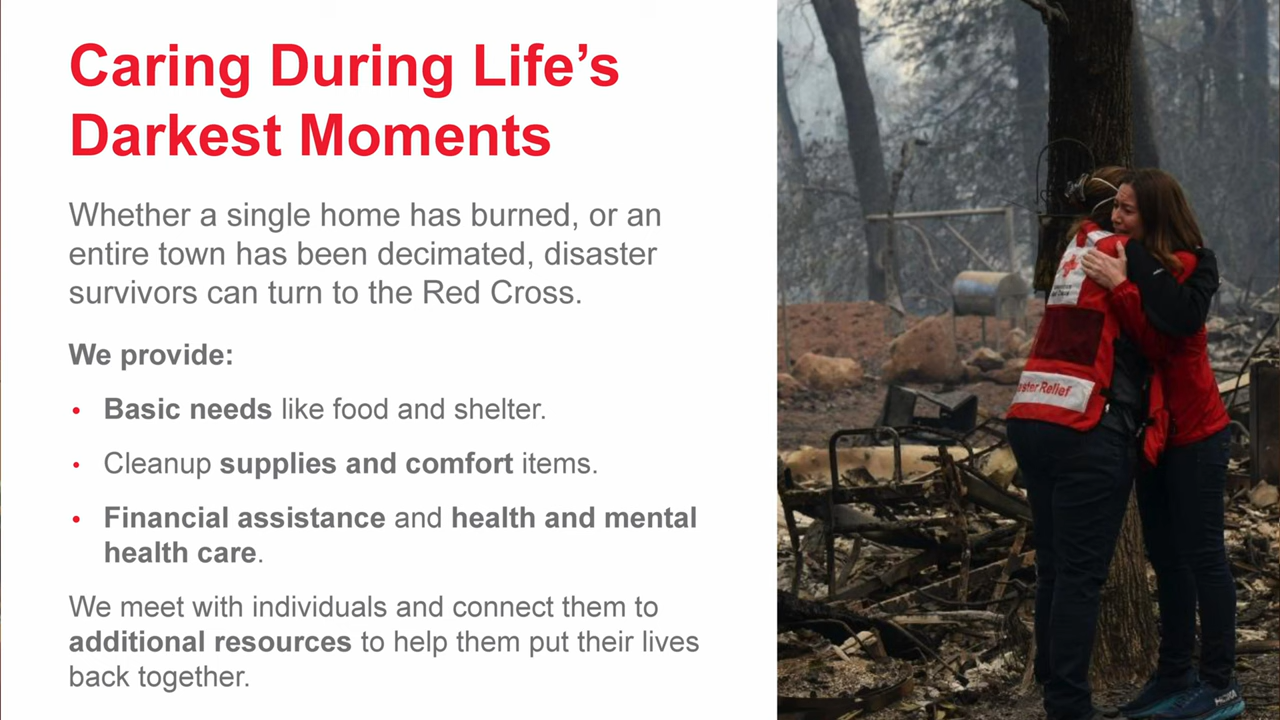 Caring During Life’s
Darkest Moments
Whether a single home has burned, or an
entire town has been decimated, disaster
survivors can turn to the Red Cross.
We provide:
• Basic needs like food and shelter.
• Cleanup supplies and comfort items.
• Financial assistance and health and mental
health care.
We meet with individuals and connect them to
additional resources to help them put their lives
back together.
ster Relief
HOKA